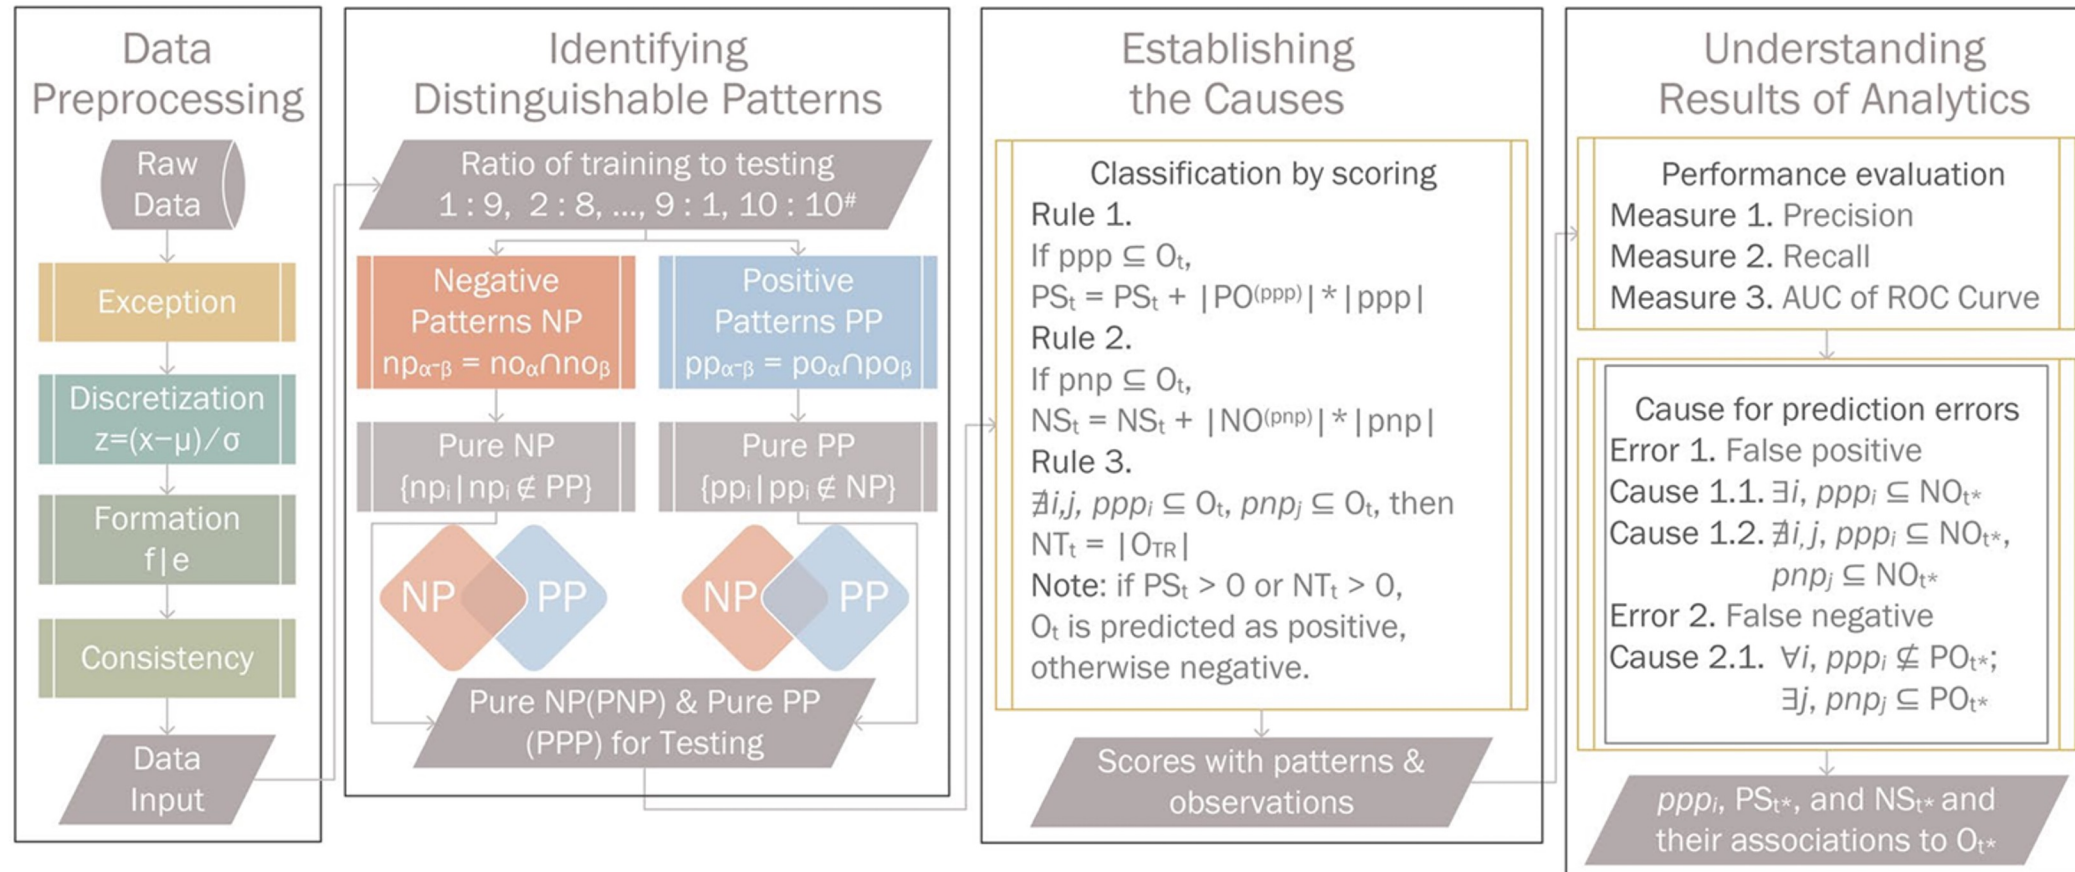 Data
Preprocessing
Raw
Data
Exception
Discretization
z=(x−μ)/σ
Formation
f|e
Consistency
Data
Input
Identifying
Distinguishable Patterns
Ratio of training to testing
1 : 9, 2 : 8, ..., 9 : 1, 10 : 10#
Negative
Patterns NP
npα-β = noα∩noβ
Positive
Patterns PP
ppα-β = poα∩poβ
Pure NP
{npi|npi ∉ PP}
Pure PP
{ppi|ppi ∉ NP}
NP PP
NP PP
Pure NP(PNP) & Pure PP
(PPP) for Testing
Establishing
the Causes
Classification by scoring
Rule 1.
If ppp ⊆ Ot,
PSt = PSt + |PO(ppp)|*|ppp|
Rule 2.
If pnp ⊆ Ot,
NSt = NSt + |NO(pnp)|*|pnp|
Rule 3.
∄i,j, pppi ⊆ Ot, pnpj ⊆ Ot, then
NTt = |OTR|
Note: if PSt > 0 or NTt > 0,
Ot is predicted as positive,
otherwise negative.
Scores with patterns &
observations
Understanding
Results of Analytics
Performance evaluation
Measure 1. Precision
Measure 2. Recall
Measure 3. AUC of ROC Curve
Cause for prediction errors
Error 1. False positive
Cause 1.1. ∃i, pppi ⊆ NOt*
Cause 1.2. ∄i,j, pppi ⊆ NOt*,
pnpj ⊆ NOt*
Error 2. False negative
Cause 2.1. ∀i, pppi ⊈ POt*;
∃j, pnpj ⊆ POt*
pppi, PSt*, and NSt* and
their associations to Ot*